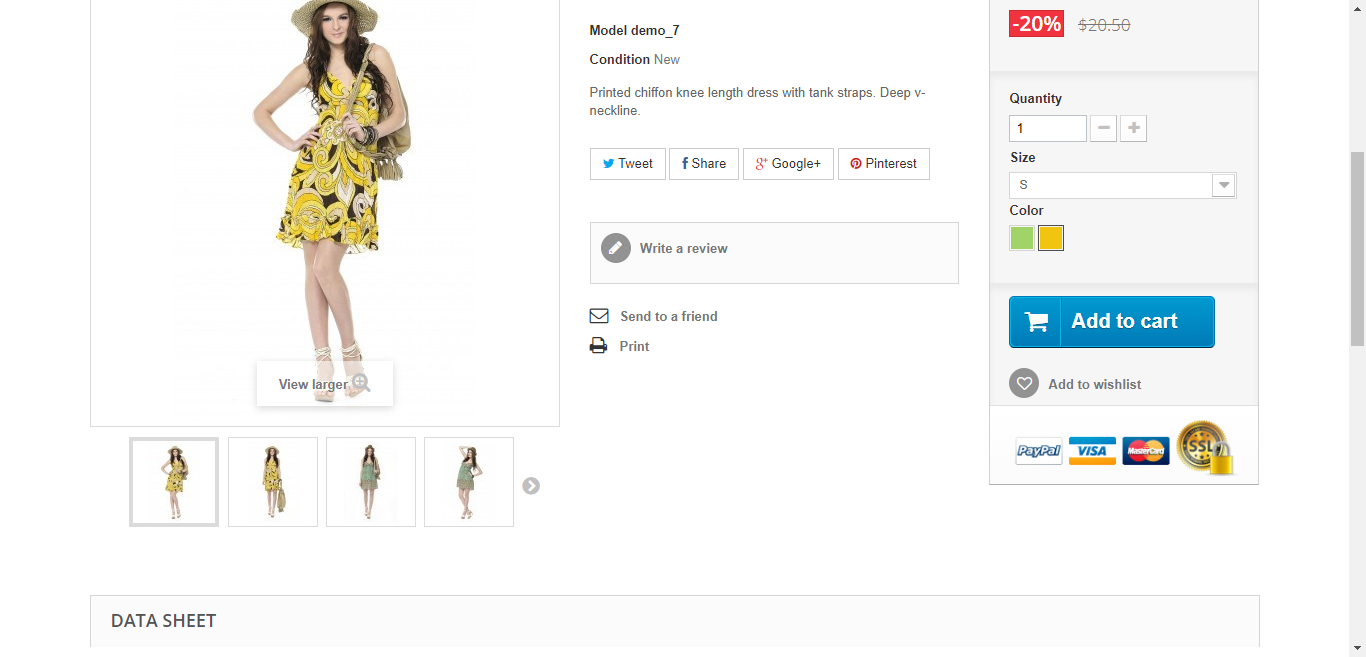 View larger
Model demo_7
Condition New
Printed chiffon knee length dress with tank straps. Deep v-
neckline.
Tweet
Share
Google+
Pinterest
Write a review
Send to a friend
Print
-20% $20.50
Quantity
1
Size
S
Color
Add to cart
Add to wishlist
PayPal VISA MasterCard SSL
DATA SHEET